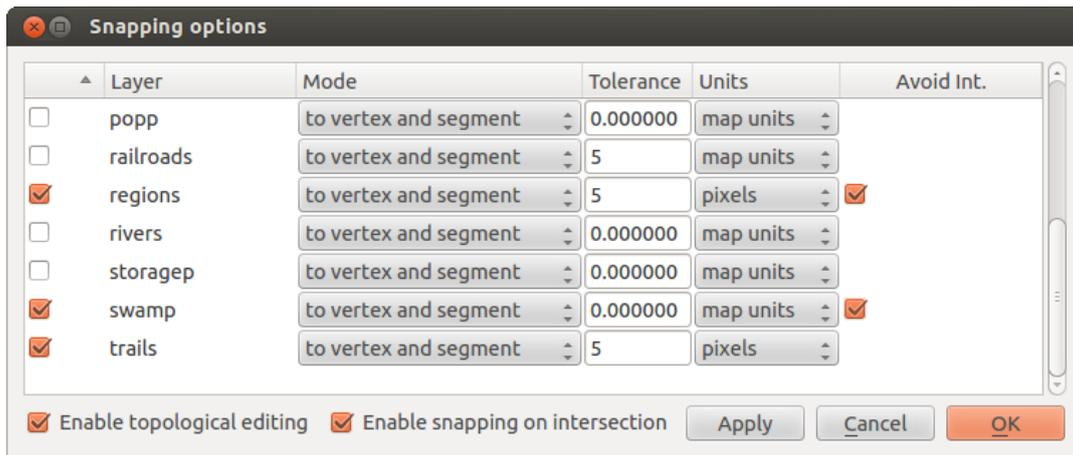 Snapping options
Layer Mode Tolerance Units Avoid Int.
popp to vertex and segment 0.000000 map units
railroads to vertex and segment 5 map units
regions to vertex and segment 5 pixels
rivers to vertex and segment 0.000000 map units
storagep to vertex and segment 0.000000 map units
swamp to vertex and segment 0.000000 map units
trails to vertex and segment 5 pixels
Enable topological editing Enable snapping on intersection Apply Cancel OK